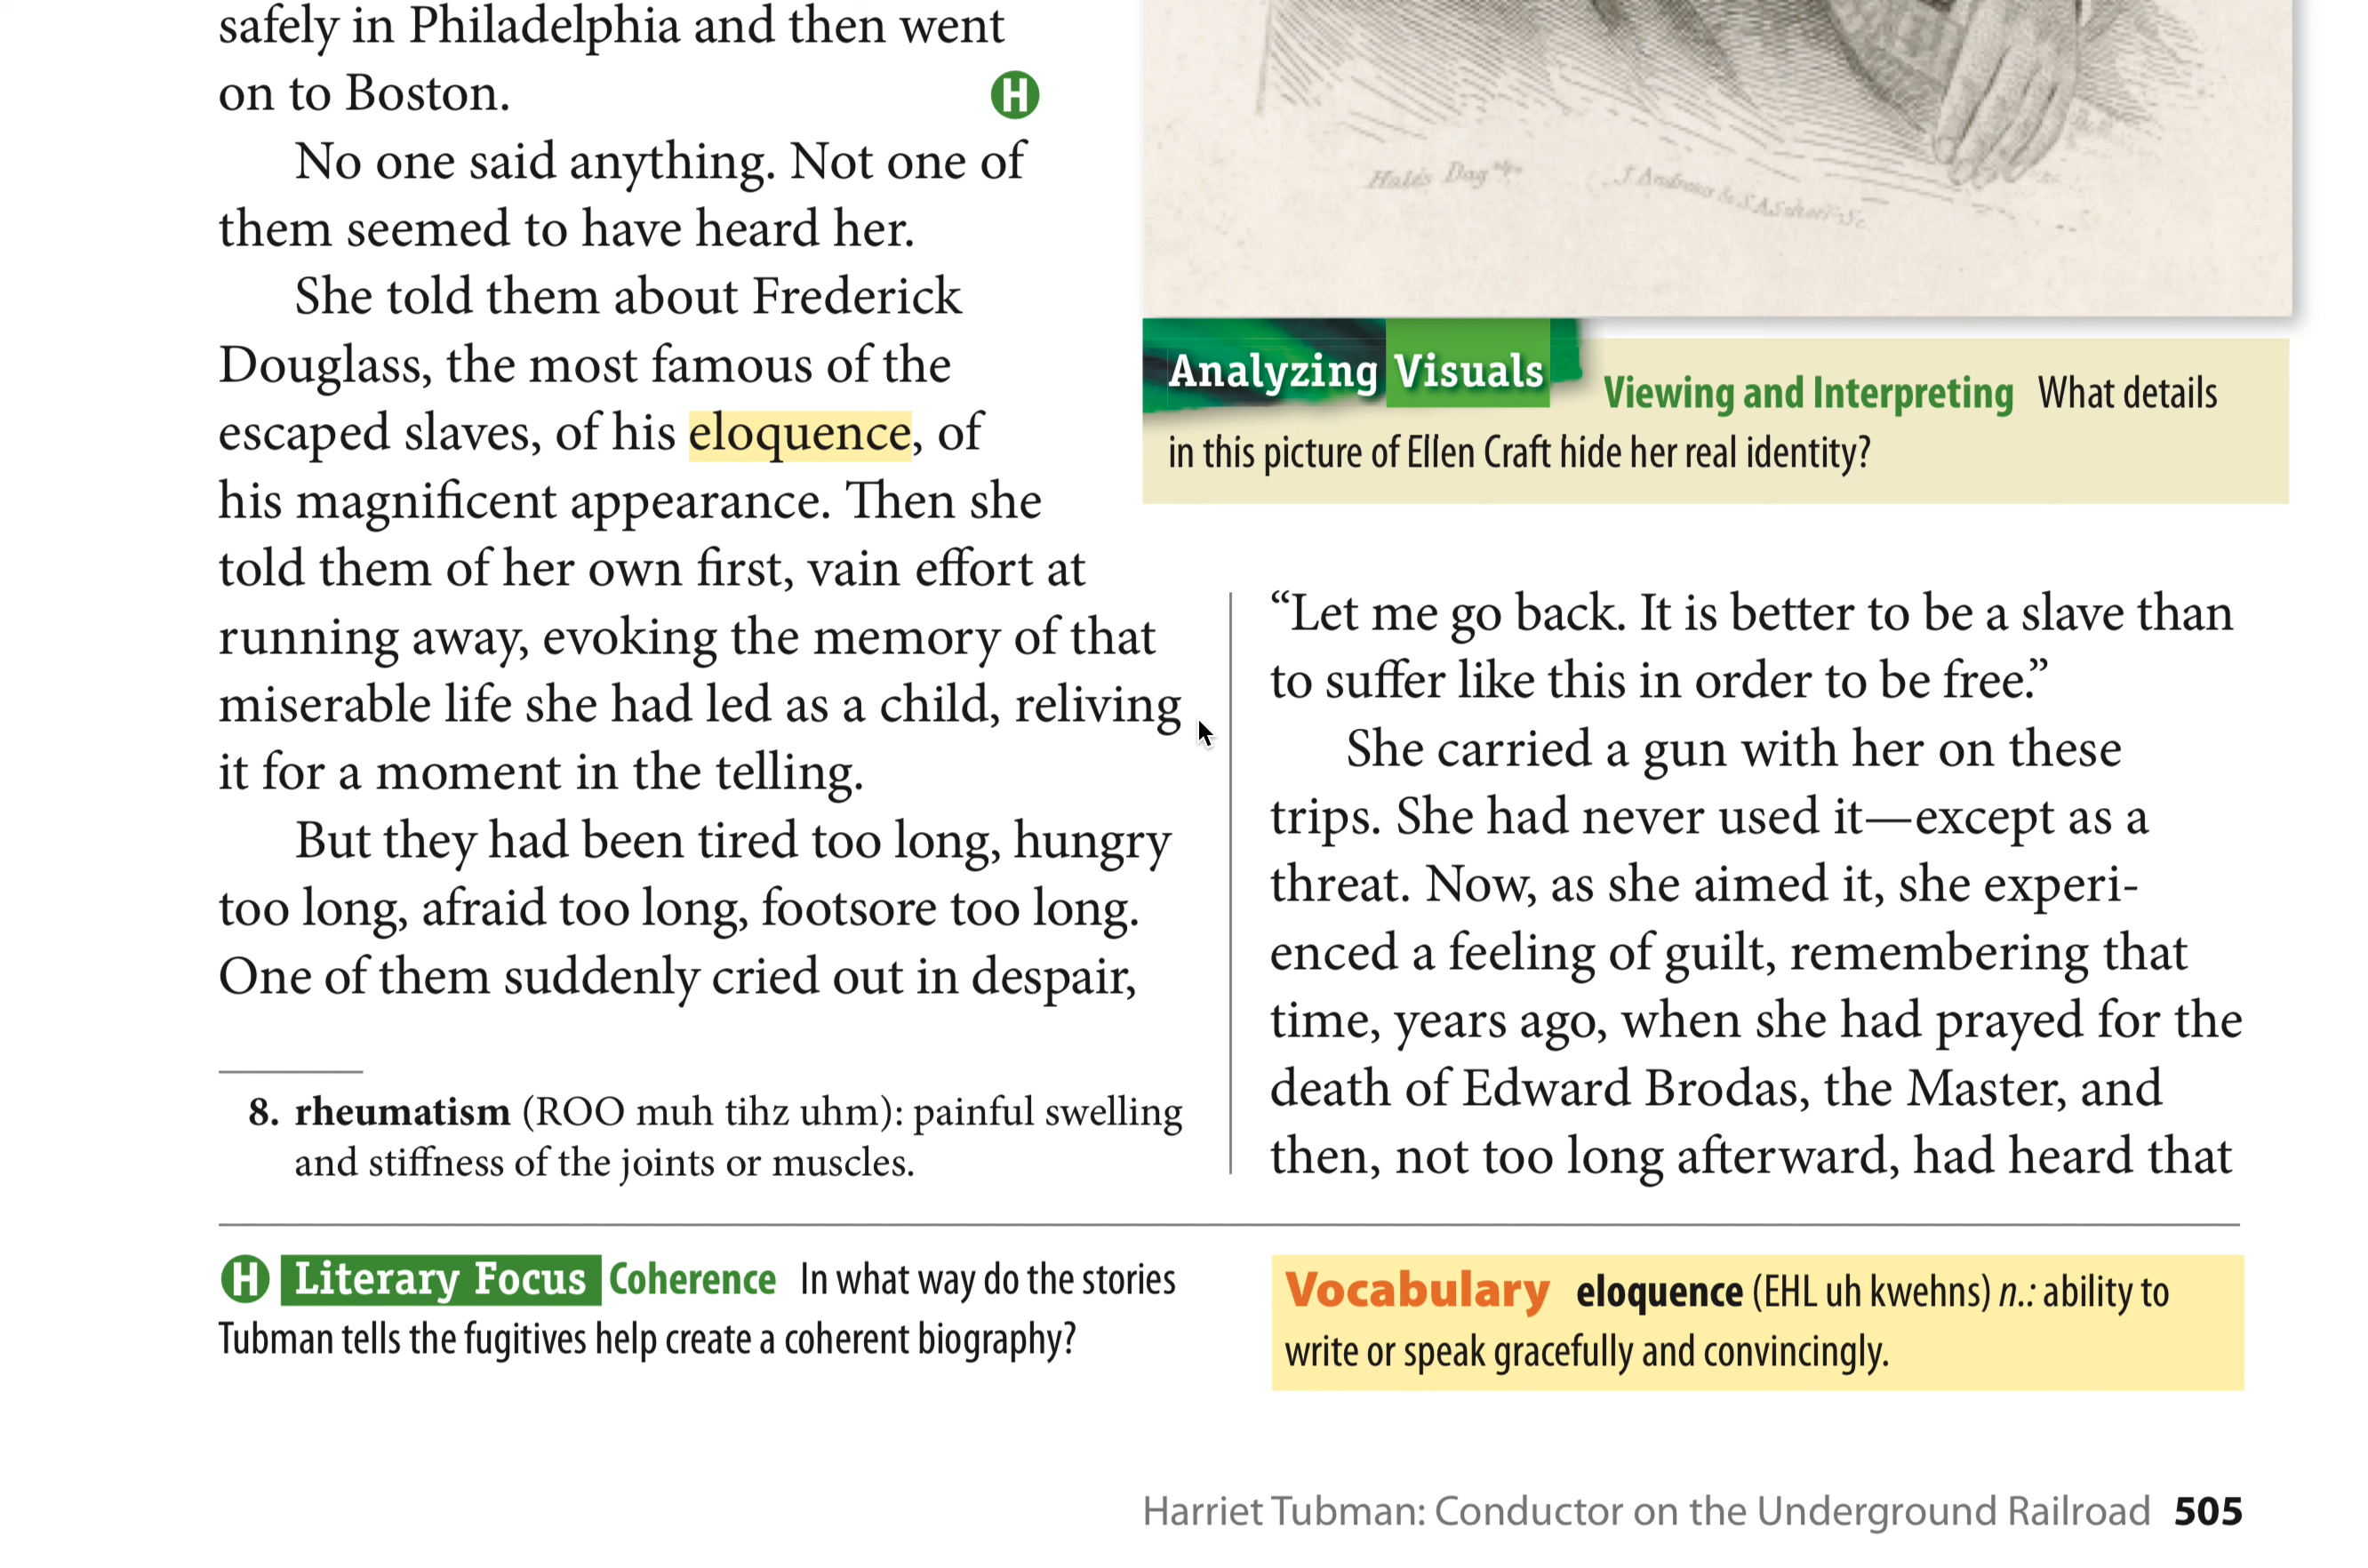 safely in Philadelphia and then went
on to Boston.
H
No one said anything. Not one of
them seemed to have heard her.
She told them about Frederick
Douglass, the most famous of the
escaped slaves, of his eloquence, of
his magnificent appearance. Then she
told them of her own first, vain effort at
running away, evoking the memory of that
miserable life she had led as a child, reliving
it for a moment in the telling.
But they had been tired too long, hungry
too long, afraid too long, footsore too long.
One of them suddenly cried out in despair,
8. rheumatism (ROO muh tihz uhm): painful swelling
and stiffness of the joints or muscles.
Analyzing Visuals Viewing and Interpreting What details
in this picture of Ellen Craft hide her real identity?
“Let me go back. It is better to be a slave than
to suffer like this in order to be free.”
She carried a gun with her on these
trips. She had never used it—except as a
threat. Now, as she aimed it, she experi-
enced a feeling of guilt, remembering that
time, years ago, when she had prayed for the
death of Edward Brodas, the Master, and
then, not too long afterward, had heard that
H Literary Focus Coherence In what way do the stories
Tubman tells the fugitives help create a coherent biography?
Vocabulary eloquence (EHL uh kwehns) n.: ability to
write or speak gracefully and convincingly.
Harriet Tubman: Conductor on the Underground Railroad 505